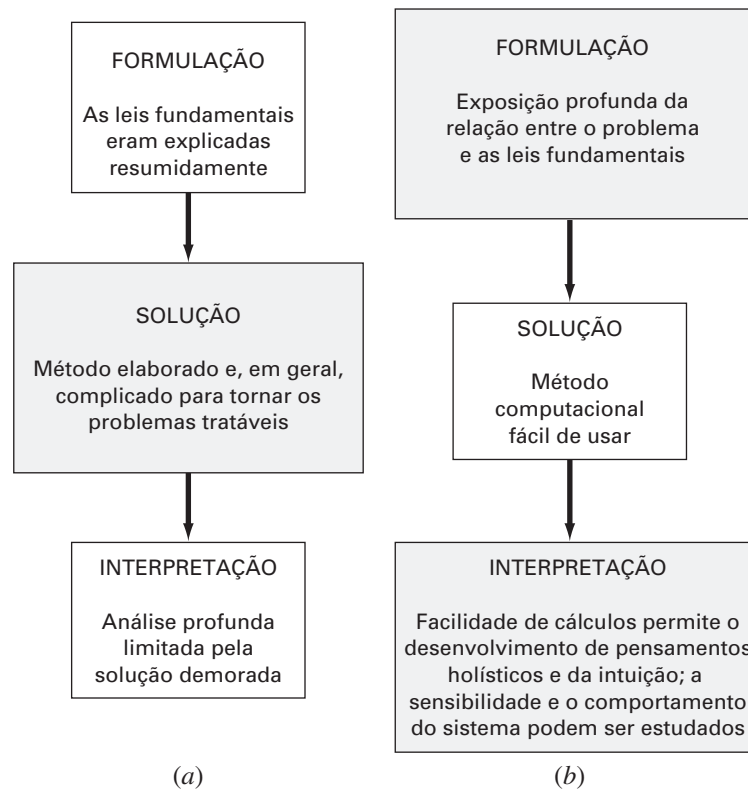 FORMULAÇÃO
As leis fundamentais
eram explicadas
resumidamente
SOLUÇÃO
Método elaborado e, em geral,
complicado para tornar os
problemas tratáveis
INTERPRETAÇÃO
Análise profunda
limitada pela
solução demorada
(a)
FORMULAÇÃO
Exposição profunda da
relação entre o problema
e as leis fundamentais
SOLUÇÃO
Método
computacional
fácil de usar
INTERPRETAÇÃO
Facilidade de cálculos permite o
desenvolvimento de pensamentos
holísticos e da intuição; a
sensibilidade e o comportamento
do sistema podem ser estudados
(b)